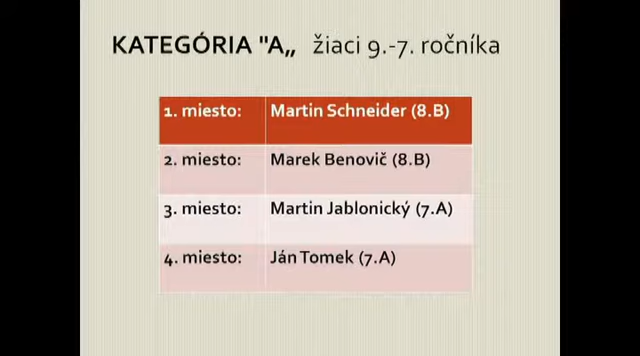 KATEGÓRIA "A„ žiaci 9.-7. ročníka
1. miesto: Martin Schneider (8.B)
2. miesto: Marek Benovič (8.B)
3. miesto: Martin Jablonický (7.A)
4. miesto: Ján Tomek (7.A)